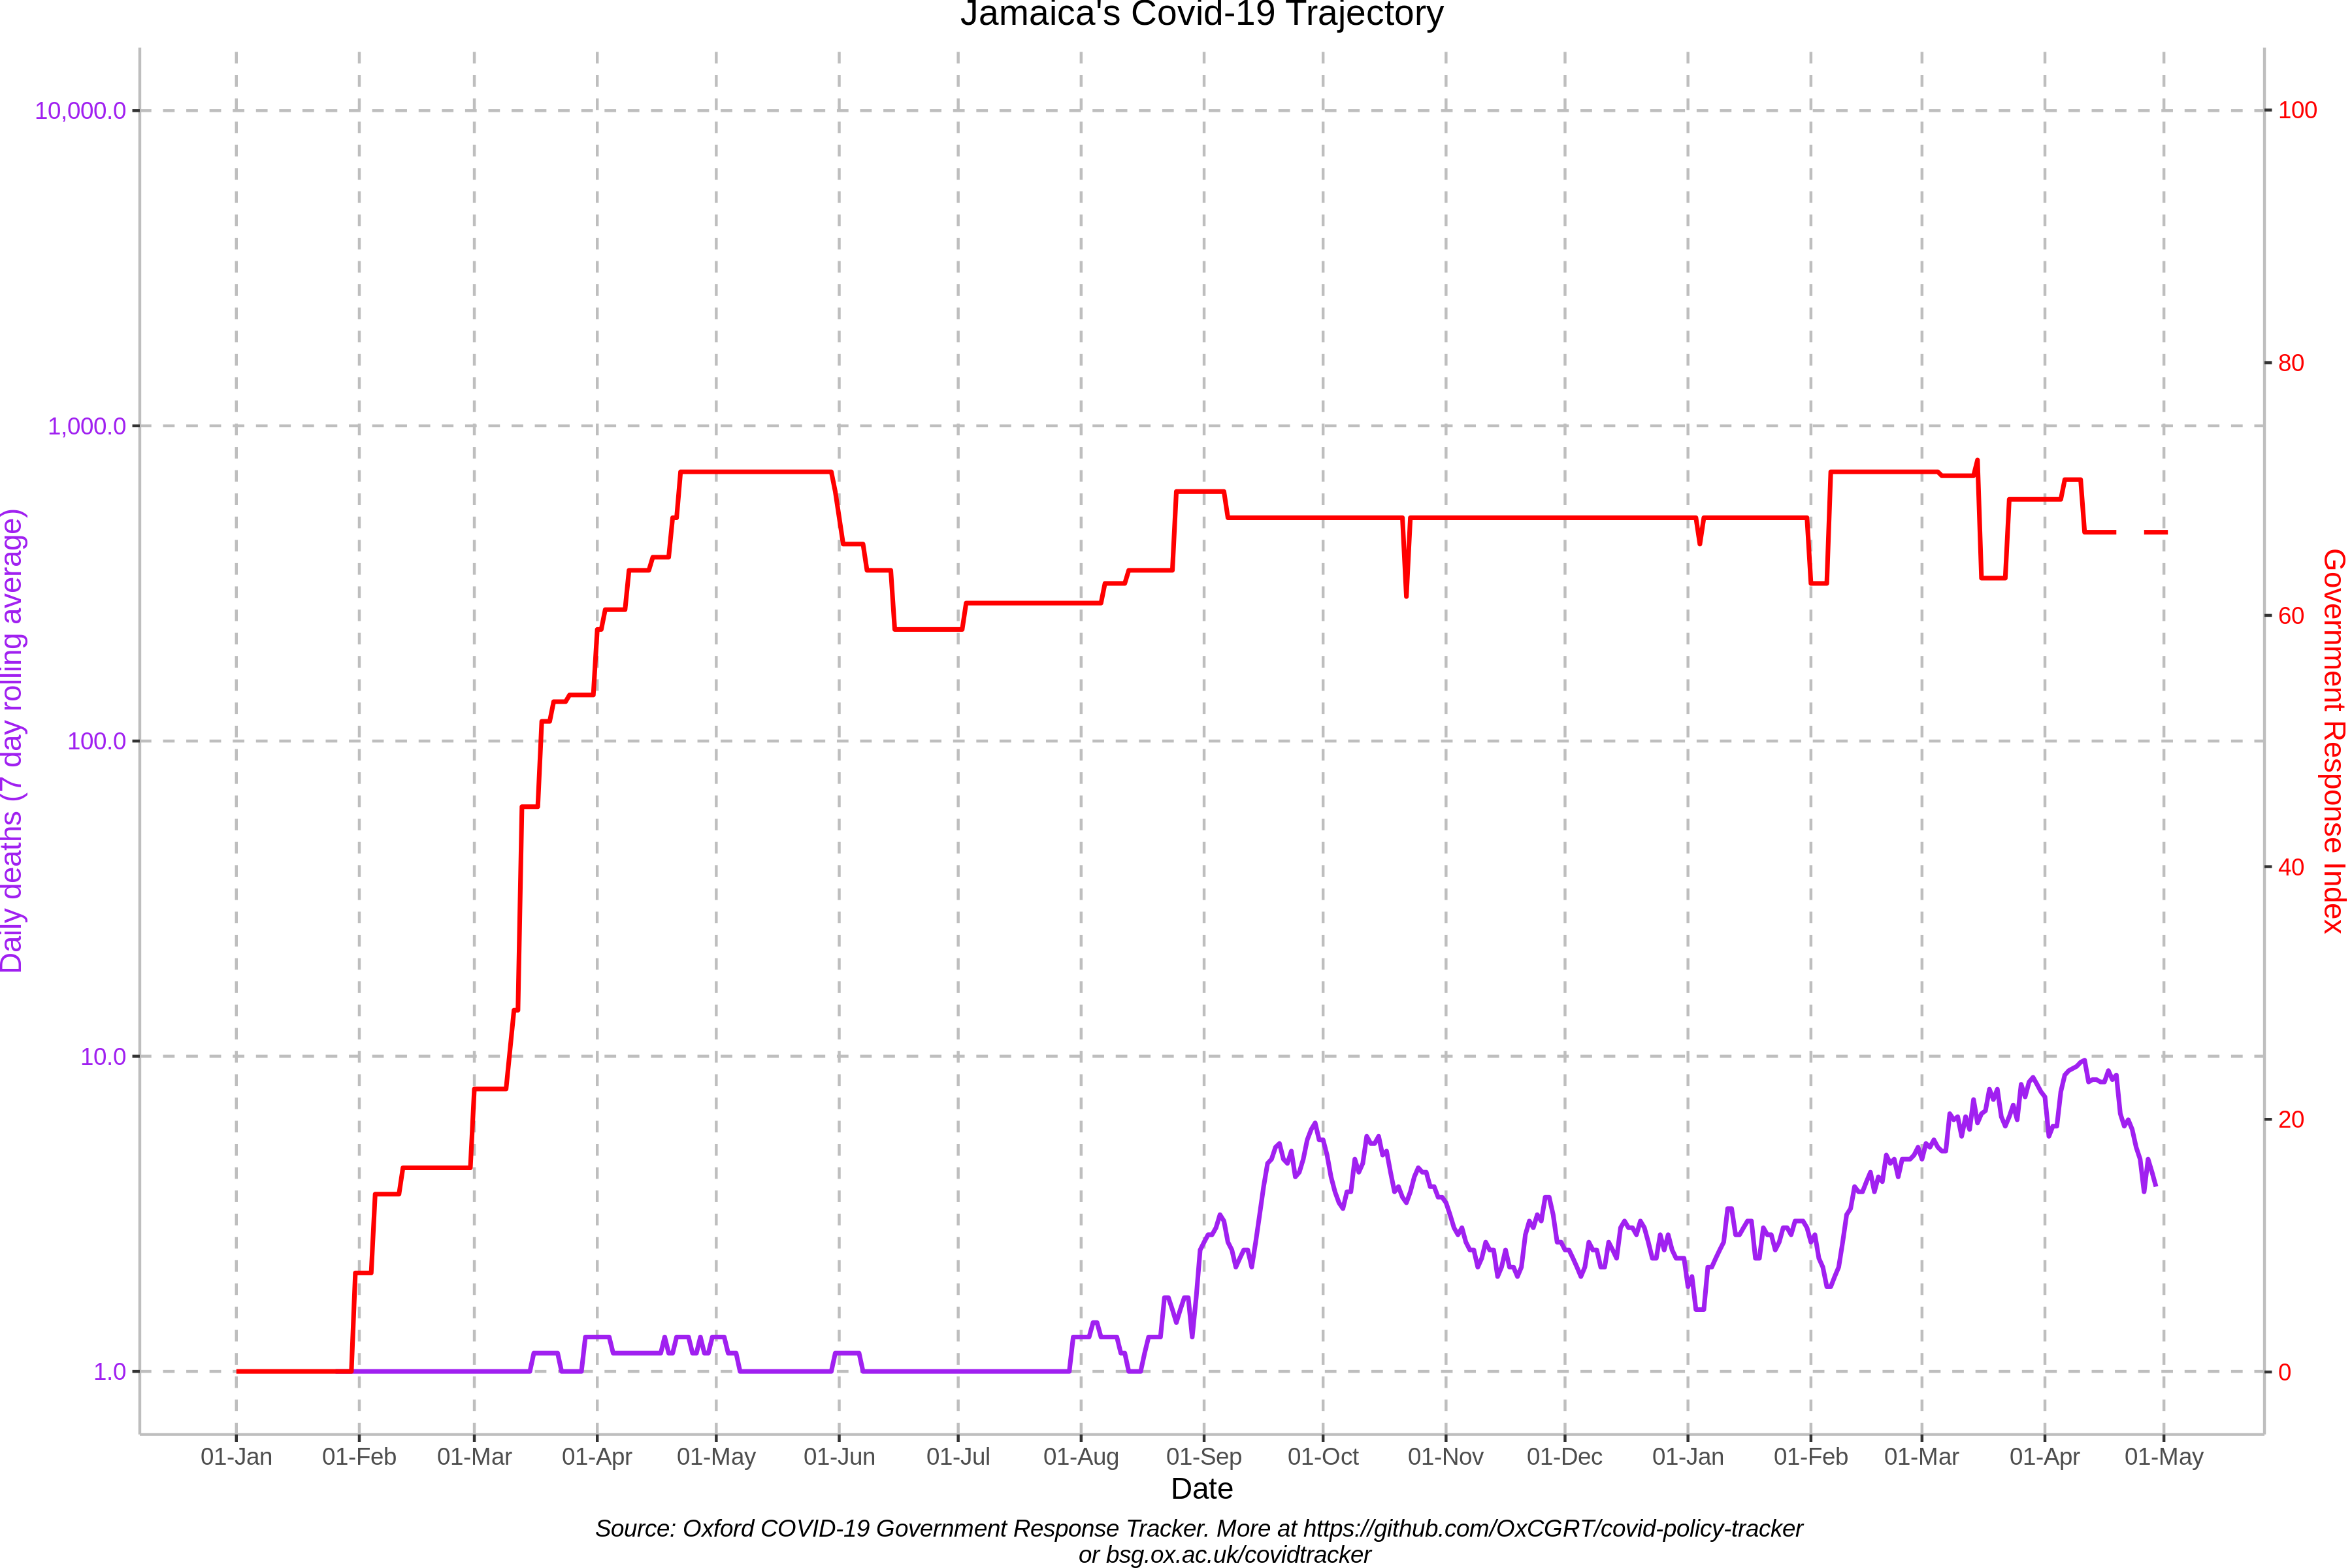 Jamaica's Covid-19 Trajectory
Daily deaths (7 day rolling average)
10,000.0
1,000.0
100.0
10.0
1.0
100
80
60
40
20
0
Government Response Index
01-Jan 01-Feb 01-Mar 01-Apr 01-May 01-Jun 01-Jul 01-Aug 01-Sep 01-Oct 01-Nov 01-Dec 01-Jan 01-Feb 01-Mar 01-Apr 01-May
Date
Source: Oxford COVID-19 Government Response Tracker. More at https://github.com/OxCGRT/covid-policy-tracker
or bsg.ox.ac.uk/covidtracker